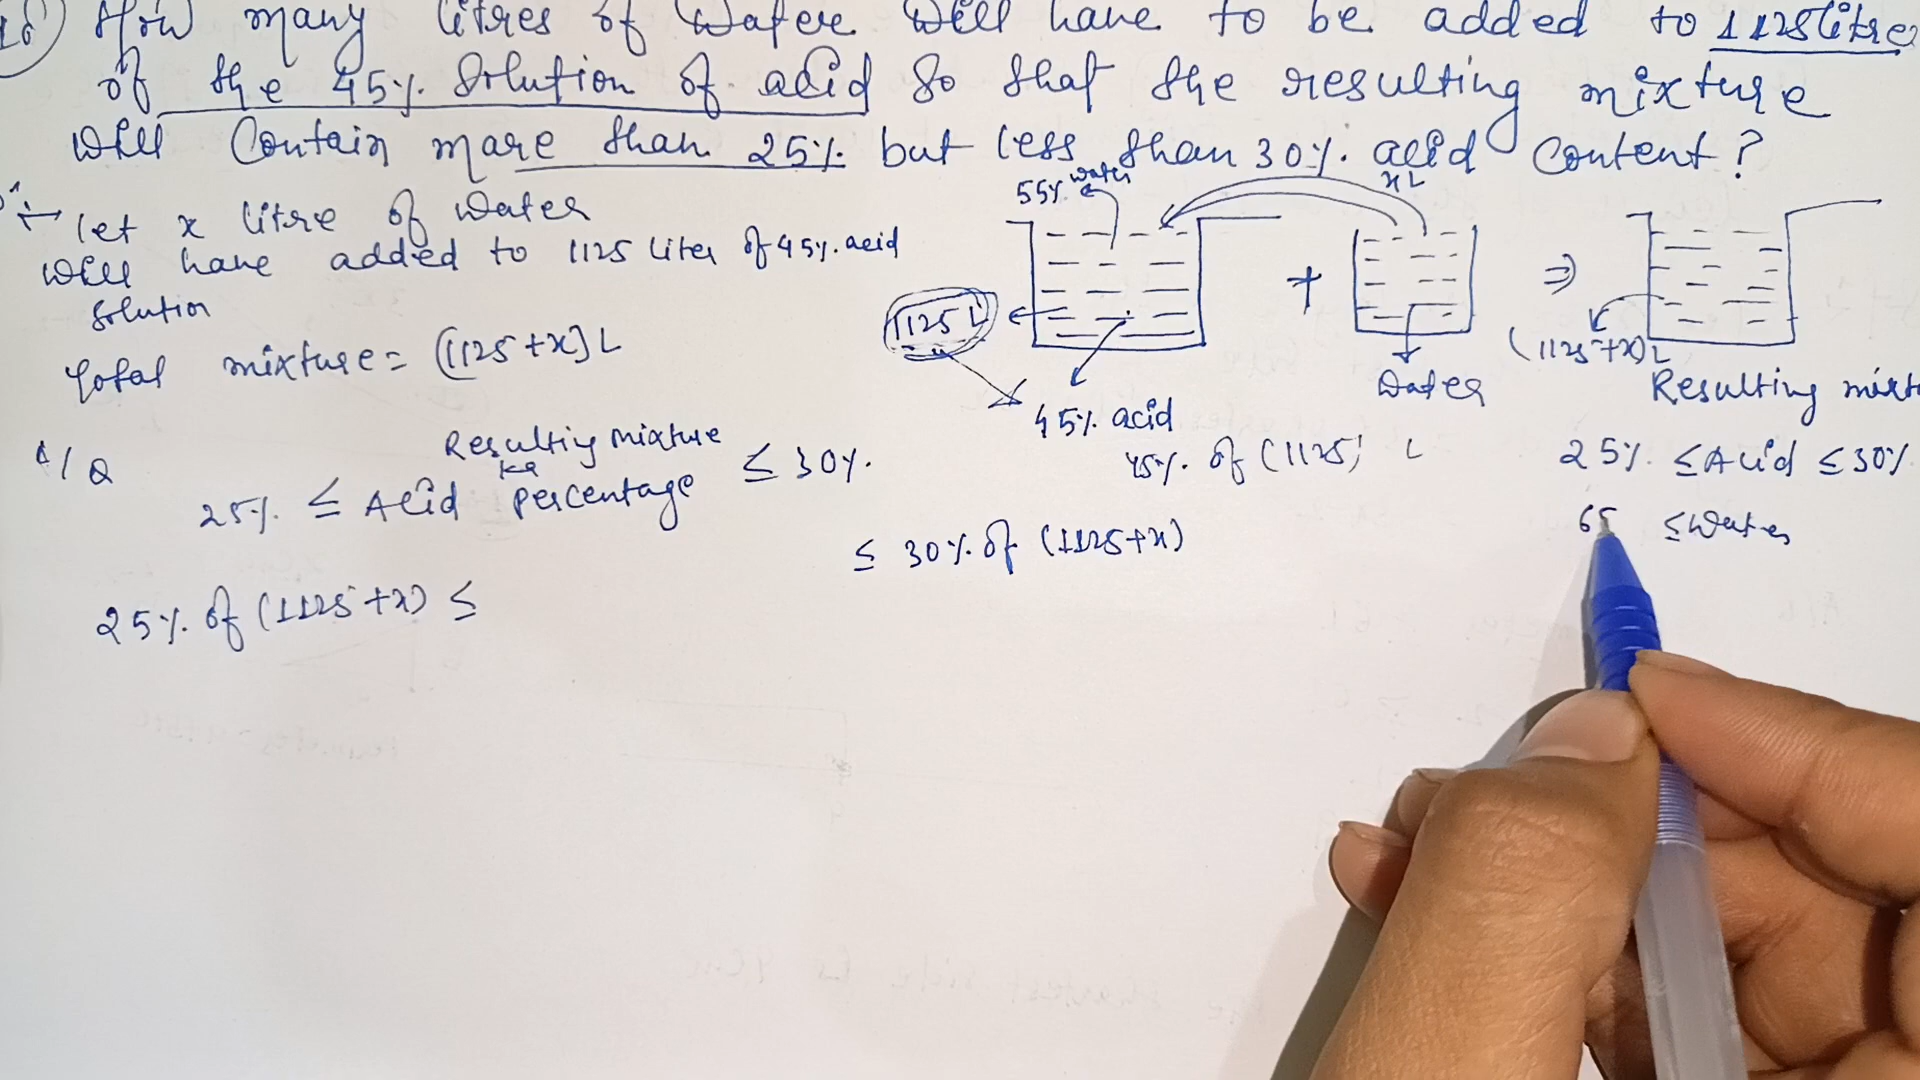 How many litres of water will have to be added to 1125 litre
of the 45% Solution of acid So that the resulting mixture
will Contain more than 25% but less than 30% acid Content?
let x litre of water
will have added to 1125 Liter of 45% acid
Solution
Total mixture = (1125+x) L
A/Q
Resulting mixture
ka
25% ≤ Acid percentage ≤ 30%
≤ 30% of (1125+x)
25% of (1125+x) ≤
55% water
xL
1125 L
+
⇒
(1125+x)L
water
Resulting
45% acid
45% of (1125) L
25% ≤ Acid ≤ 30%
65 ≤ water